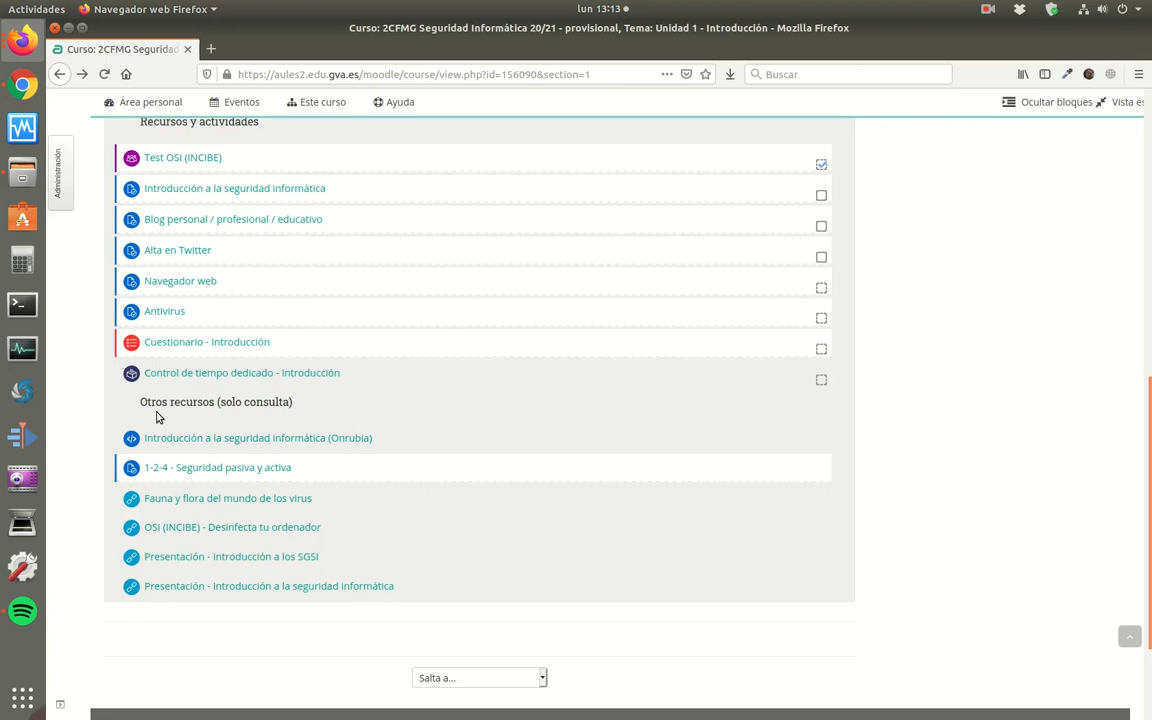 Actividades
Navegador web Firefox
lun 13:13
Curso: 2CFMG Seguridad Informática 20/21 - provisional, Tema: Unidad 1 - Introducción - Mozilla Firefox
Curso: 2CFMG Seguridad
https://aules2.edu.gva.es/moodle/course/view.php?id=156090&section=1
Buscar
Área personal
Eventos
Este curso
Ayuda
Ocultar bloques
Vista es
Administración
Recursos y actividades
Test OSI (INCIBE)
Introducción a la seguridad informática
Blog personal / profesional / educativo
Alta en Twitter
Navegador web
Antivirus
Cuestionario - Introducción
Control de tiempo dedicado - Introducción
Otros recursos (solo consulta)
Introducción a la seguridad informática (Onrubia)
1-2-4 - Seguridad pasiva y activa
Fauna y flora del mundo de los virus
OSI (INCIBE) - Desinfecta tu ordenador
Presentación - Introducción a los SGSI
Presentación - Introducción a la seguridad informática
Salta a...